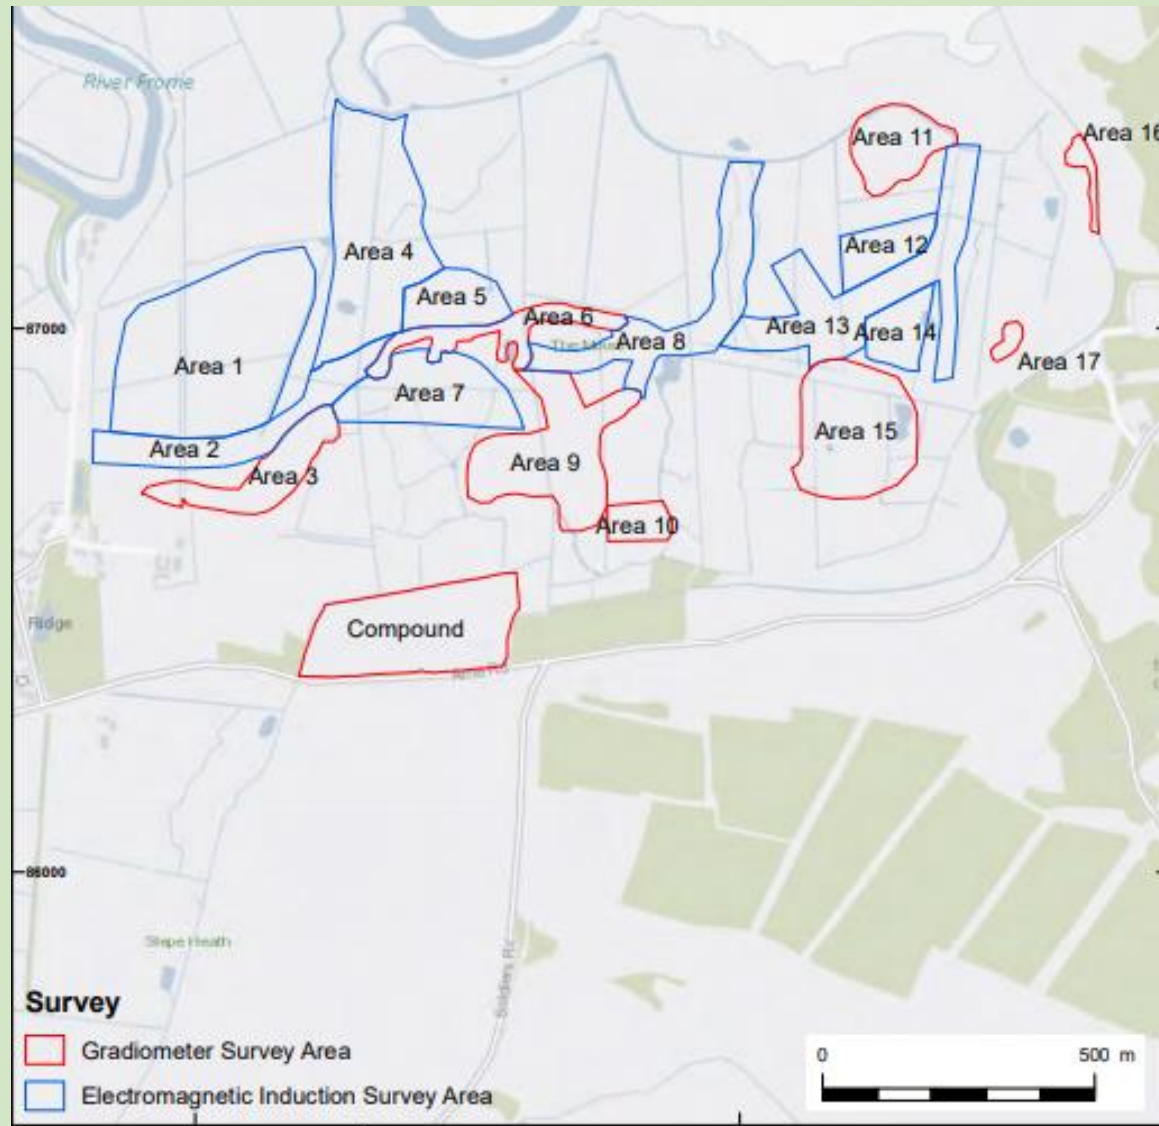 River Frome
Area 11
Area 16
Area 12
Area 4
Area 5
87000
Area 6
Area 13
Area 14
Area 8
Area 17
Area 1
Area 7
Area 15
Area 2
Area 9
Area 3
Area 10
Ridge
Compound
86000
Slepe Heath
Survey
Gradiometer Survey Area
Electromagnetic Induction Survey Area
0 500 m